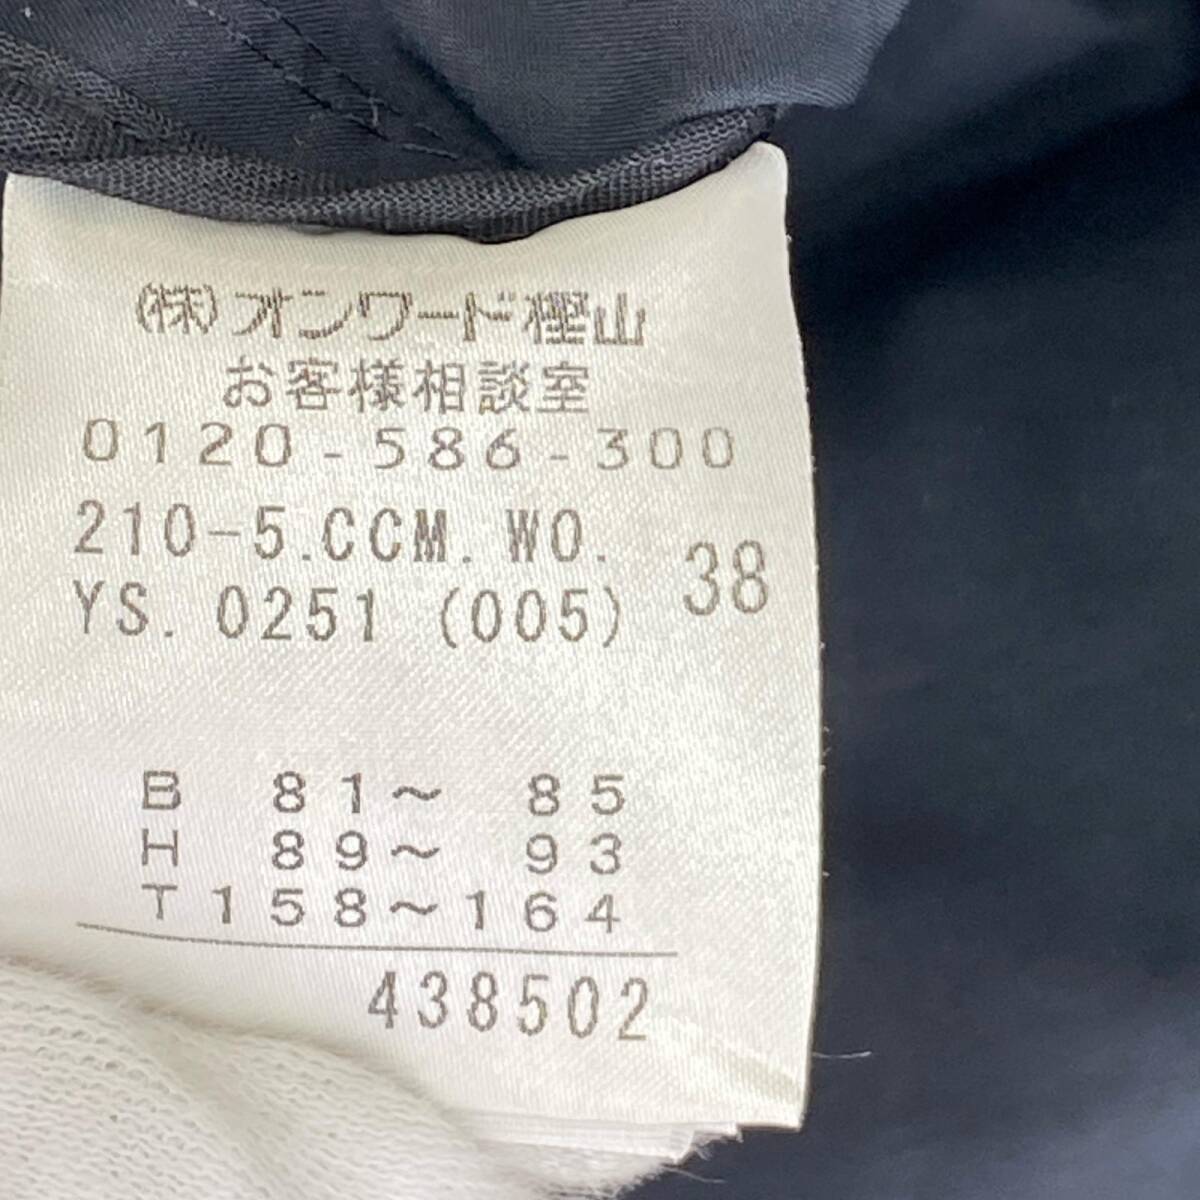 (株)オンワード樫山
お客様相談室
0120-586-300
210-5.CCM.WO.
YS.0251 (005) 38
B 81～ 85
H 89～ 93
T158～164
438502